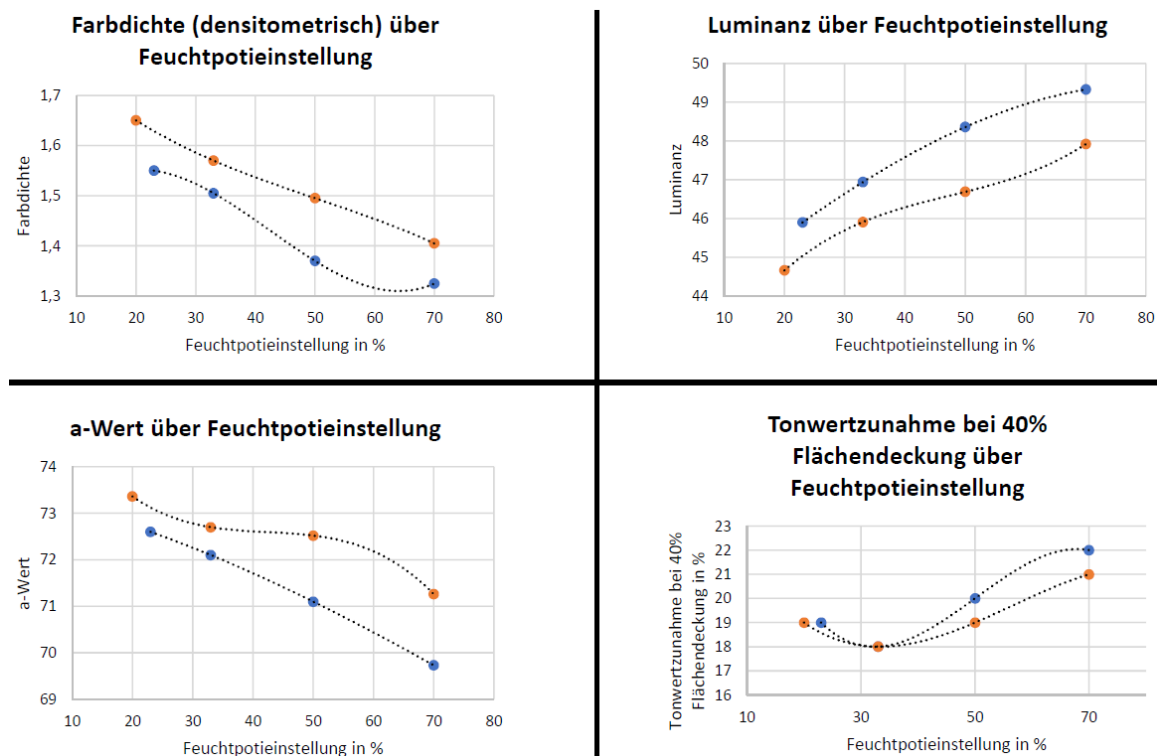 Farbdichte (densitometrisch) über
Feuchtpotieinstellung
Farbdichte
1,7
1,6
1,5
1,4
1,3
10 20 30 40 50 60 70 80
Feuchtpotieinstellung in %
Luminanz über Feuchtpotieinstellung
Luminanz
50
49
48
47
46
45
44
10 20 30 40 50 60 70 80
Feuchtpotieinstellung in %
a-Wert über Feuchtpotieinstellung
a-Wert
74
73
72
71
70
69
10 20 30 40 50 60 70 80
Feuchtpotieinstellung in %
Tonwertzunahme bei 40%
Flächendeckung über
Feuchtpotieinstellung
Tonwertzunahme bei 40%
Flächendeckung in %
23
22
21
20
19
18
17
16
10 30 50 70
Feuchtpotieinstellung in %